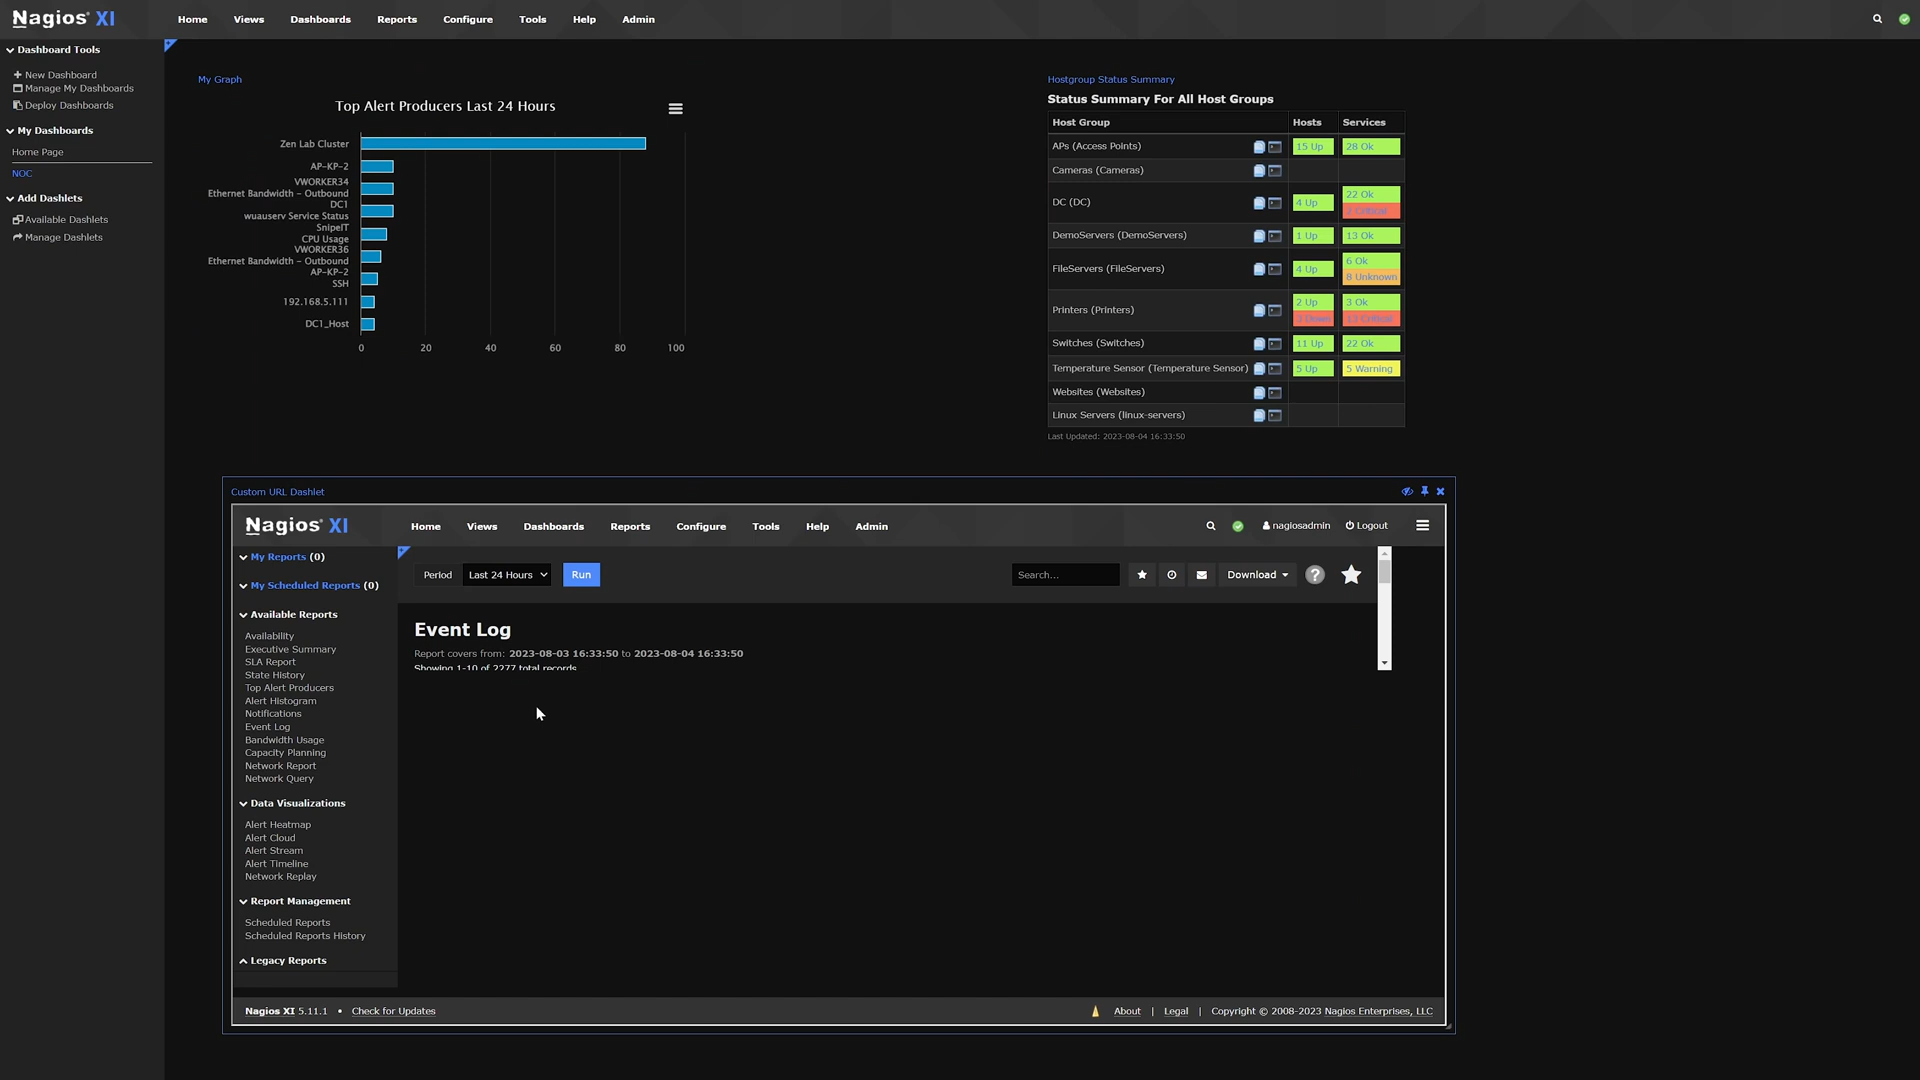 Nagios® XI
Home Views Dashboards Reports Configure Tools Help Admin
Dashboard Tools
New Dashboard
Manage My Dashboards
Deploy Dashboards
My Dashboards
Home Page
NOC
Add Dashlets
Available Dashlets
Manage Dashlets
My Graph
Top Alert Producers Last 24 Hours
Zen Lab Cluster
AP-KP-2
VWORKER34
Ethernet Bandwidth - Outbound
DC1
wuauserv Service Status
SnipeIT
CPU Usage
VWORKER36
Ethernet Bandwidth - Outbound
AP-KP-2
SSH
192.168.5.111
DC1_Host
0 20 40 60 80 100
Hostgroup Status Summary
Status Summary For All Host Groups
Host Group Hosts Services
APs (Access Points) 15 Up 28 Ok
Cameras (Cameras)
DC (DC) 4 Up 22 Ok
2 Critical
DemoServers (DemoServers) 1 Up 13 Ok
FileServers (FileServers) 4 Up 6 Ok
8 Unknown
Printers (Printers) 2 Up 3 Ok
Down Critical
Switches (Switches) 11 Up 22 Ok
Temperature Sensor (Temperature Sensor) 5 Up 5 Warning
Websites (Websites)
Linux Servers (linux-servers)
Last Updated: 2023-08-04 16:33:50
Custom URL Dashlet
Nagios® XI
Home Views Dashboards Reports Configure Tools Help Admin nagiosadmin Logout
My Reports (0)
My Scheduled Reports (0)
Available Reports
Availability
Executive Summary
SLA Report
State History
Top Alert Producers
Alert Histogram
Notifications
Event Log
Bandwidth Usage
Capacity Planning
Network Report
Network Query
Data Visualizations
Alert Heatmap
Alert Cloud
Alert Stream
Alert Timeline
Network Replay
Report Management
Scheduled Reports
Scheduled Reports History
Legacy Reports
Period Last 24 Hours Run Search... Download ?
Event Log
Report covers from: 2023-08-03 16:33:50 to 2023-08-04 16:33:50
Showing 1-10 of 2277 total records
Nagios XI 5.11.1 • Check for Updates About | Legal | Copyright © 2008-2023 Nagios Enterprises, LLC